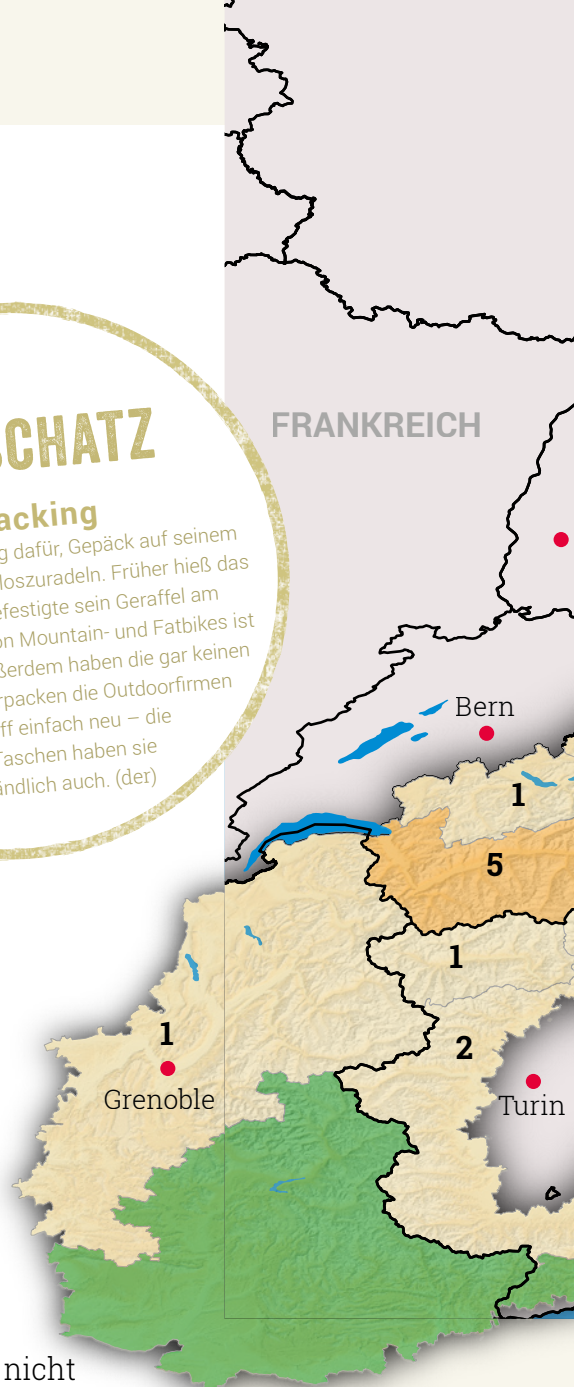 FRANKREICH
SCHATZ
acking
g dafür, Gepäck auf seinem
loszuradeln. Früher hieß das
efestigte sein Geraffel am
on Mountain- und Fatbikes ist
ßerdem haben die gar keinen
rpacken die Outdoorfirmen
ff einfach neu – die
Taschen haben sie
ändlich auch. (der)
Bern
1
5
1
1
2
Grenoble
Turin
nicht